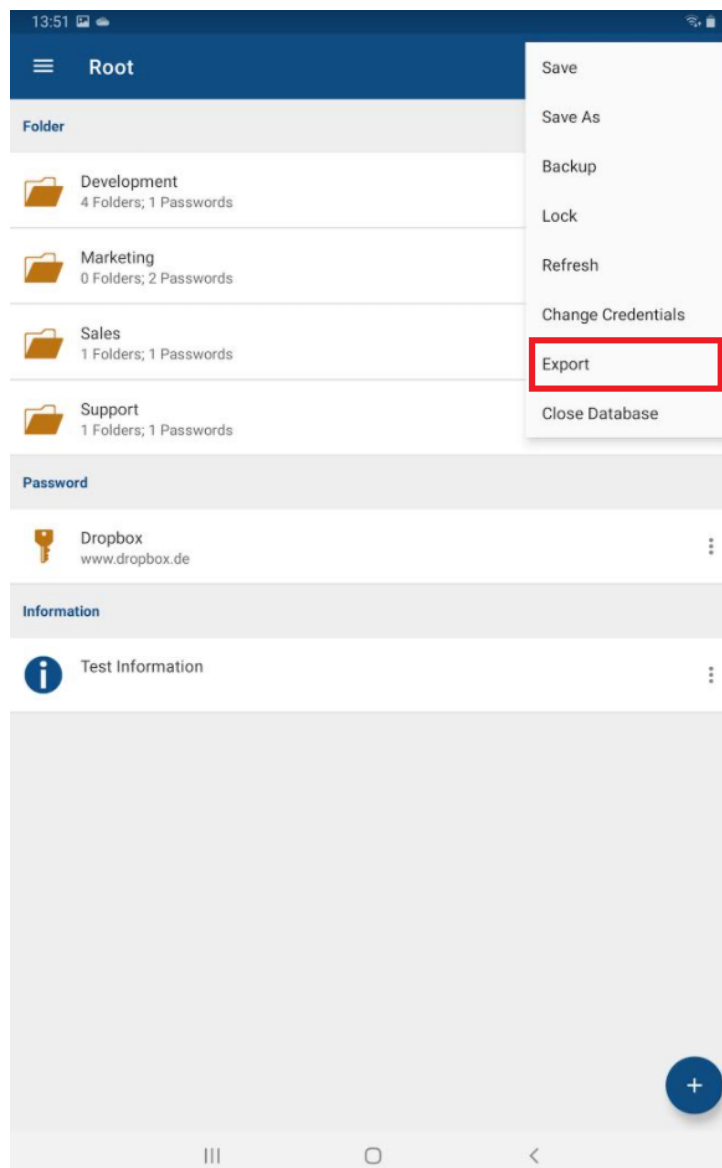 13:51
Root
Save
Save As
Backup
Lock
Refresh
Change Credentials
Export
Close Database
Folder
Development
4 Folders; 1 Passwords
Marketing
0 Folders; 2 Passwords
Sales
1 Folders; 1 Passwords
Support
1 Folders; 1 Passwords
Password
Dropbox
www.dropbox.de
Information
Test Information